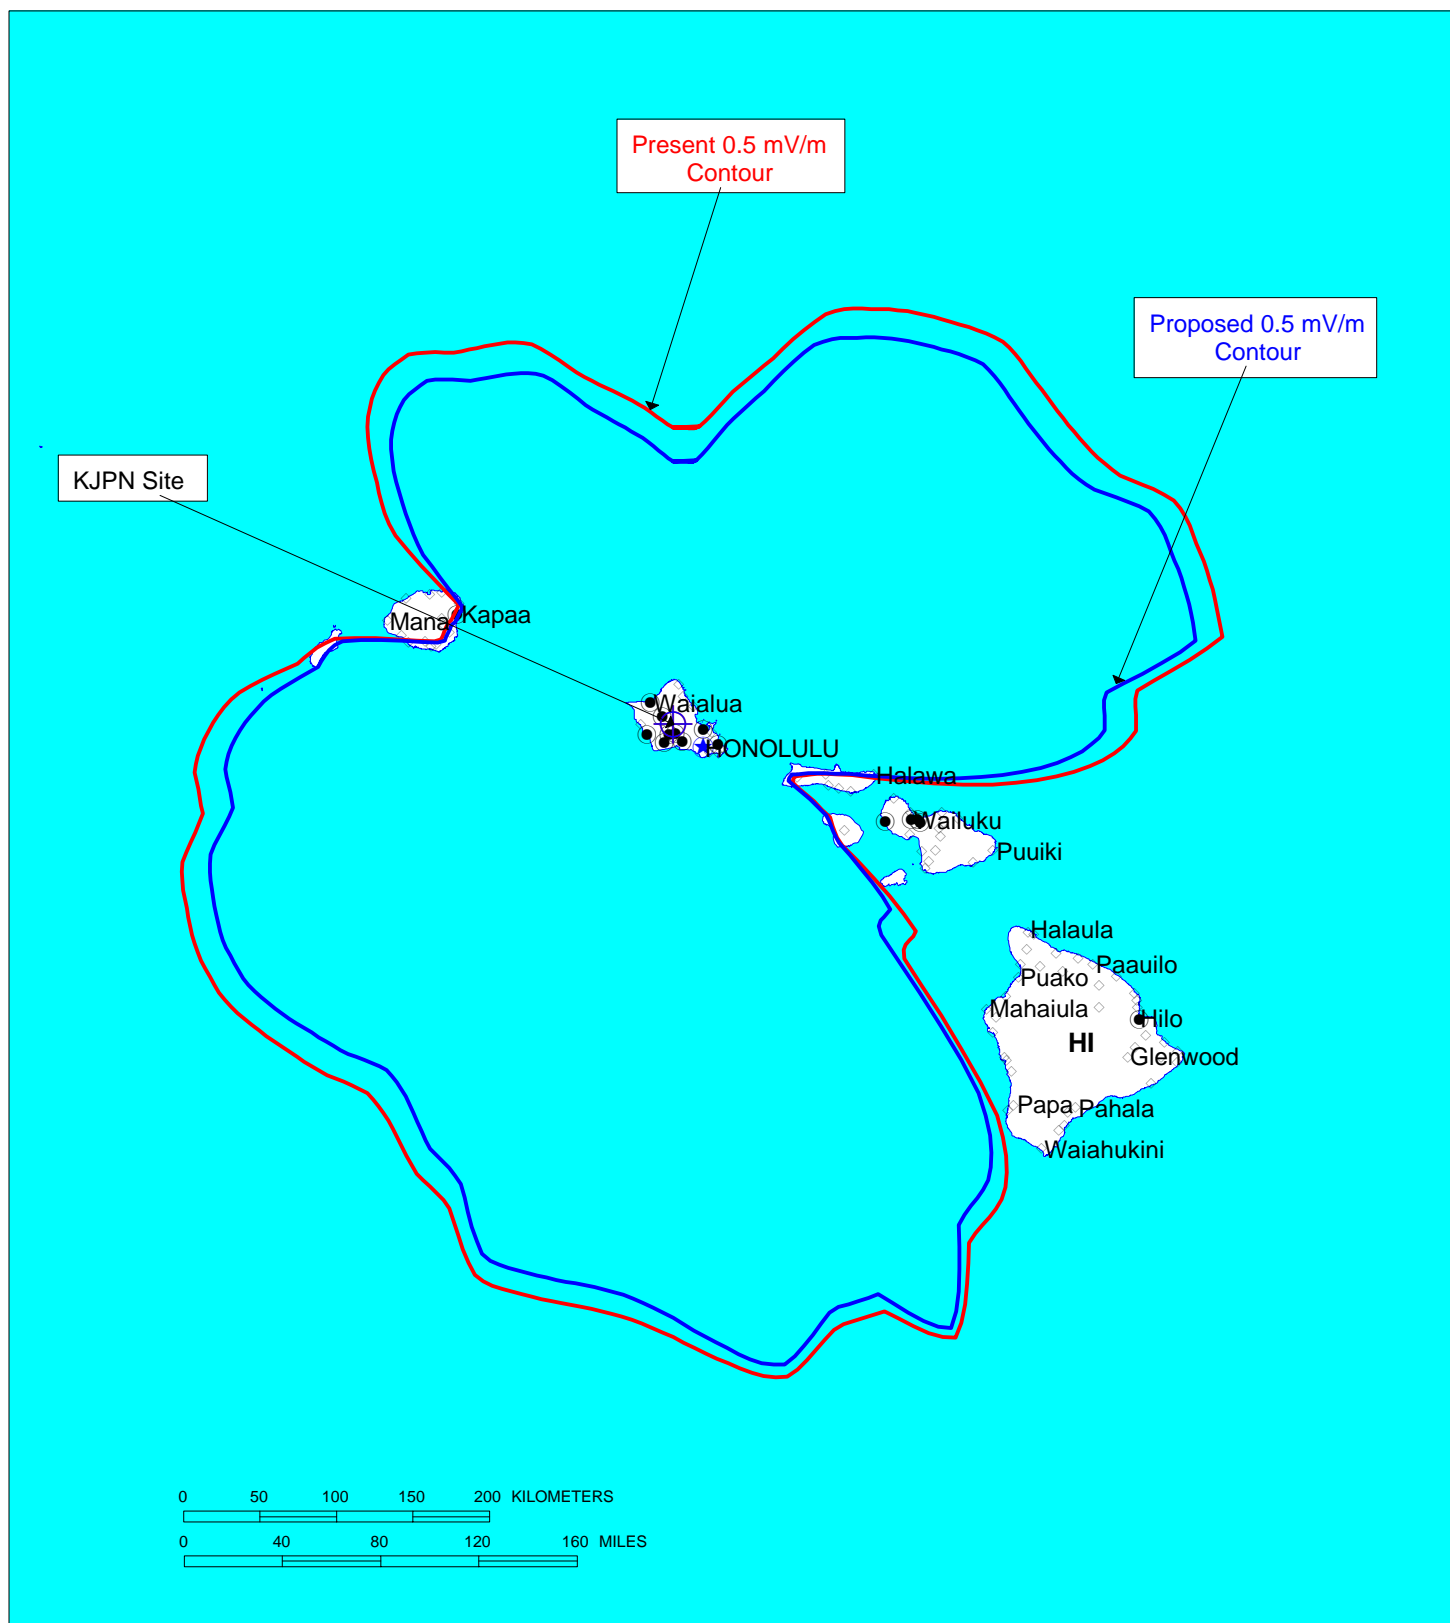 Present 0.5 mV/m
Contour
Proposed 0.5 mV/m
Contour
KJPN Site
Kapaa
Mana
Waialua
HONOLULU
Halawa
Wailuku
Puuiki
Halaula
Paauilo
Puako
Mahaiula
Hilo
HI
Glenwood
Papa
Pahala
Waiahukini
0 50 100 150 200 KILOMETERS
0 40 80 120 160 MILES